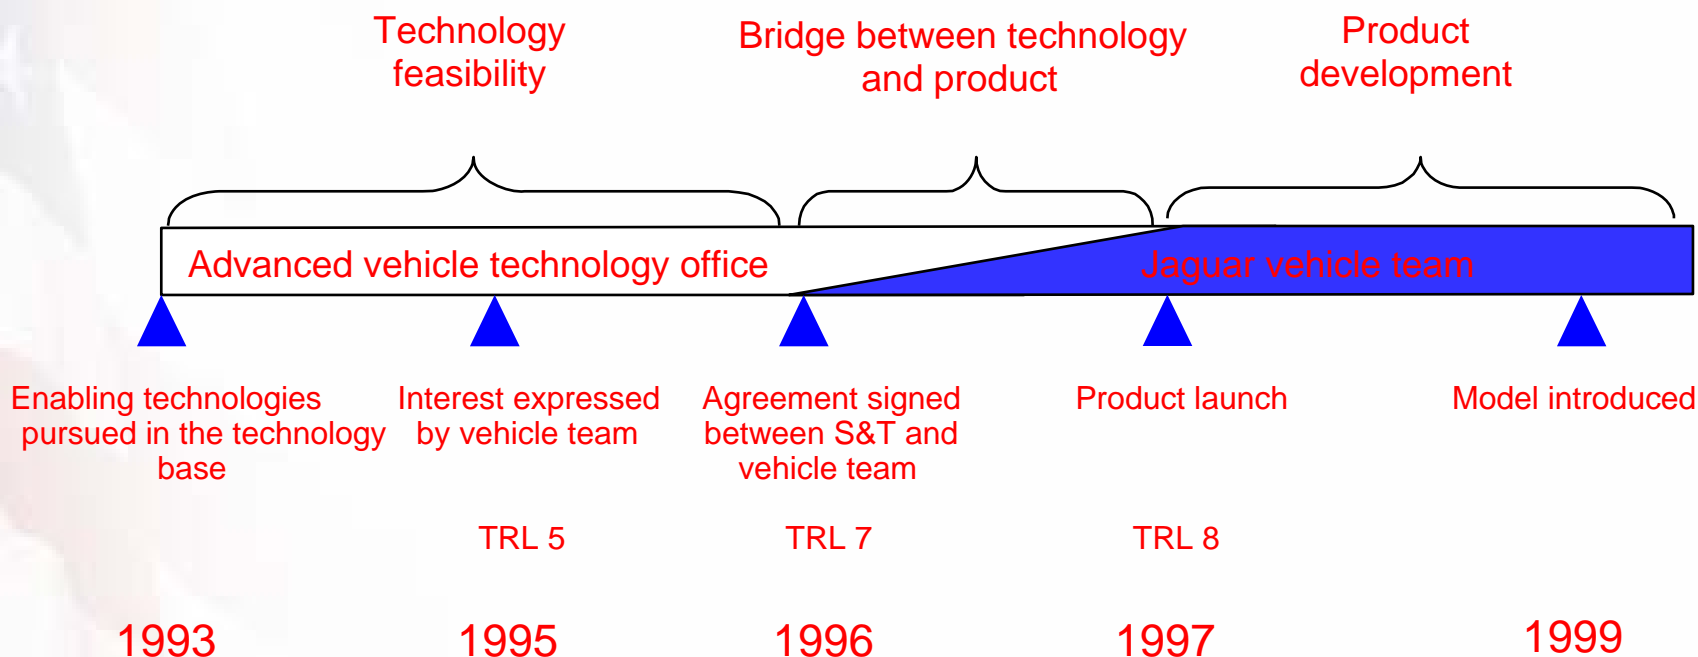 Technology
feasibility
Bridge between technology
and product
Product
development
Advanced vehicle technology office
Jaguar vehicle team
Enabling technologies
pursued in the technology
base
Interest expressed
by vehicle team
Agreement signed
between S&T and
vehicle team
Product launch
Model introduced
TRL 5
TRL 7
TRL 8
1993
1995
1996
1997
1999